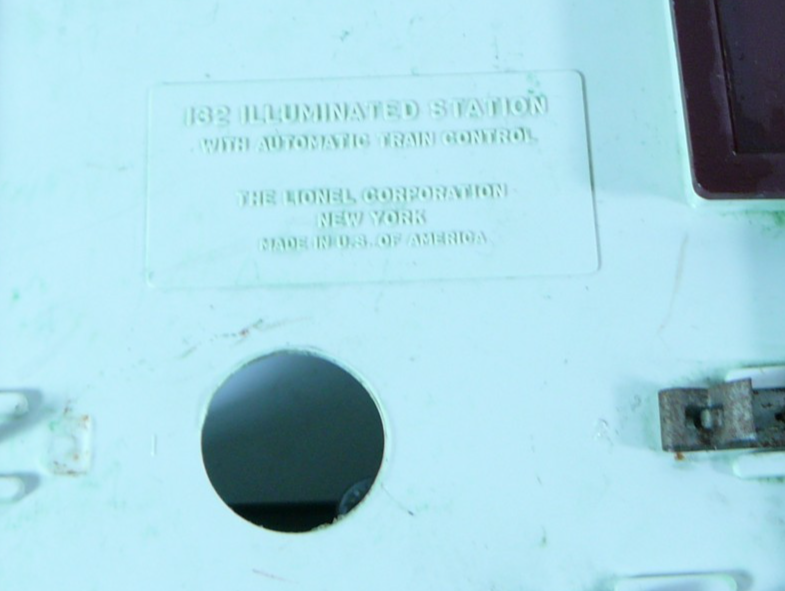 132 ILLUMINATED STATION
WITH AUTOMATIC TRAIN CONTROL
THE LIONEL CORPORATION
NEW YORK
MADE IN U.S. OF AMERICA